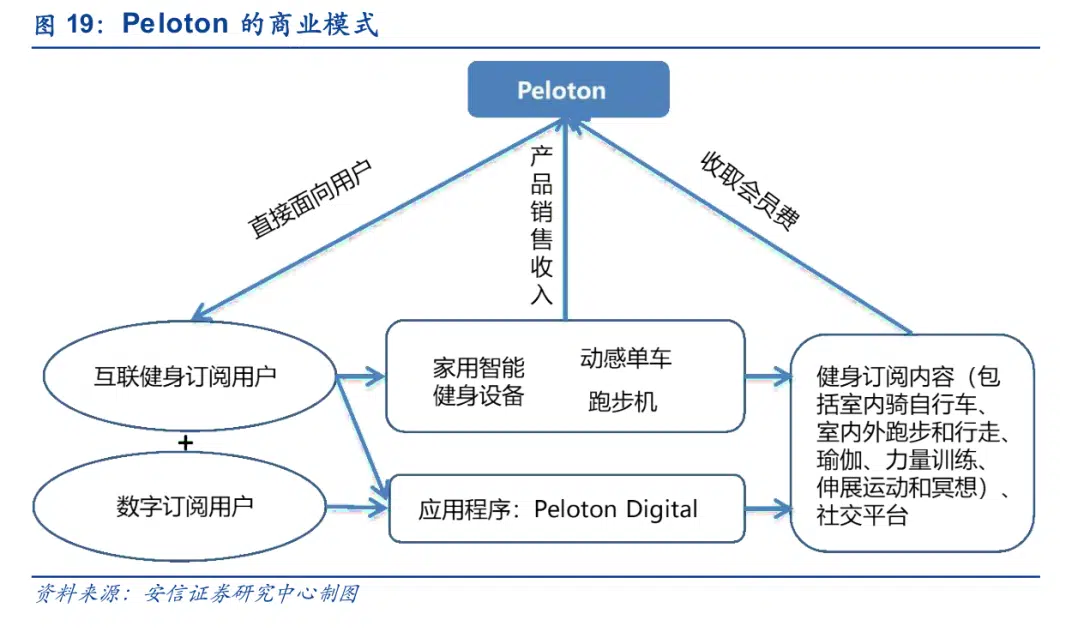 图 19：Peloton 的商业模式
Peloton
直接面向用户
产品销售收入
收取会员费
互联健身订阅用户
+
数字订阅用户
家用智能
健身设备
动感单车
跑步机
应用程序：Peloton Digital
健身订阅内容（包
括室内骑自行车、
室内外跑步和行走、
瑜伽、力量训练、
伸展运动和冥想）、
社交平台
资料来源：安信证券研究中心制图